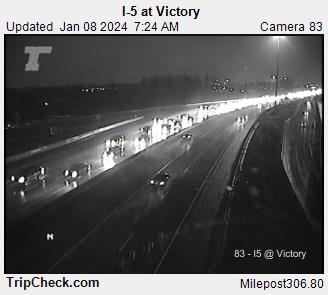 I-5 at Victory
Updated Jan 08 2024 7:24 AM Camera 83
N
83 - I5 @ Victory
TripCheck.com Milepost306.80